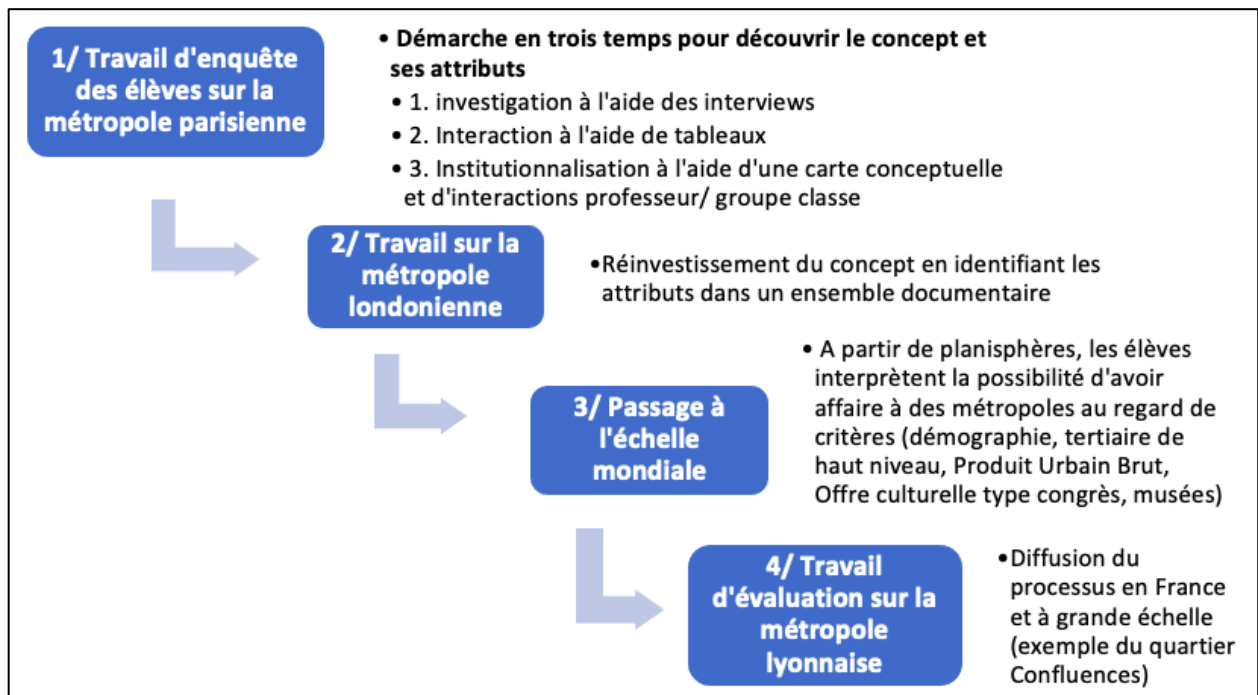 1/ Travail d'enquête
des élèves sur la
métropole parisienne
• Démarche en trois temps pour découvrir le concept et
ses attributs
• 1. investigation à l'aide des interviews
• 2. Interaction à l'aide de tableaux
• 3. Institutionnalisation à l'aide d'une carte conceptuelle
et d'interactions professeur/ groupe classe
2/ Travail sur la
métropole
londonienne
•Réinvestissement du concept en identifiant les
attributs dans un ensemble documentaire
3/ Passage à
l'échelle
mondiale
• A partir de planisphères, les élèves
interprètent la possibilité d'avoir
affaire à des métropoles au regard de
critères (démographie, tertiaire de
haut niveau, Produit Urbain Brut,
Offre culturelle type congrès, musées)
4/ Travail
d'évaluation sur la
métropole
lyonnaise
•Diffusion du
processus en France
et à grande échelle
(exemple du quartier
Confluences)